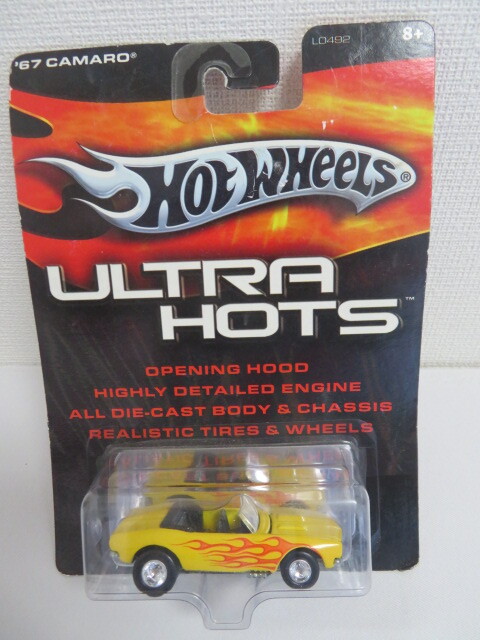 '67 CAMARO®
L0492
8+
HOT WHEELS®
ULTRA
HOTS™
OPENING HOOD
HIGHLY DETAILED ENGINE
ALL DIE-CAST BODY & CHASSIS
REALISTIC TIRES & WHEELS